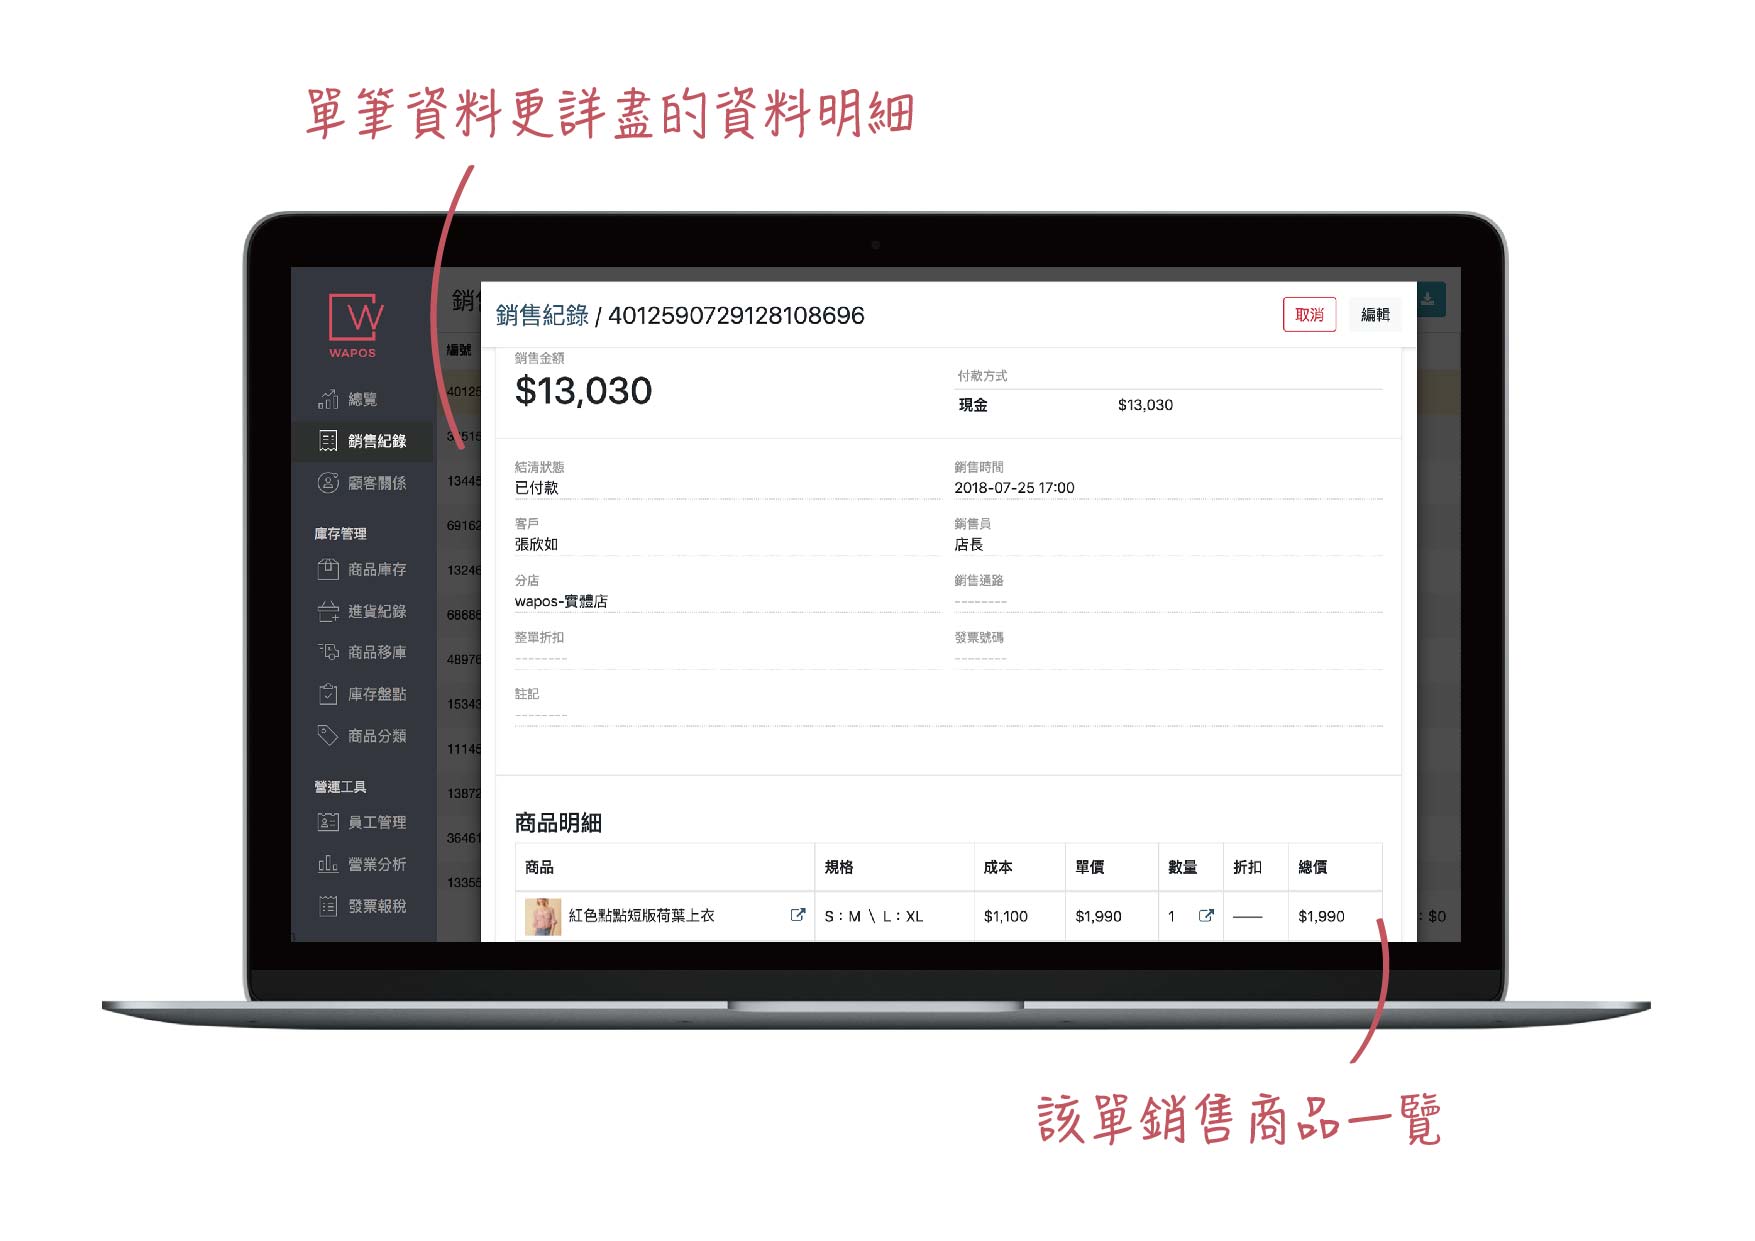 單筆資料更詳盡的資料明細
WAPOS
總覽
銷售紀錄
顧客關係
庫存管理
商品庫存
進貨紀錄
商品移庫
庫存盤點
商品分類
營運工具
員工管理
營業分析
發票報稅
銷
編號
40125
13445
69162
13246
68686
48976
15343
11145
13872
36461
13355
銷售紀錄 / 4012590729128108696
取消 編輯
銷售金額
$13,030
付款方式
現金 $13,030
結清狀態 銷售時間
已付款 2018-07-25 17:00
客戶 銷售員
張欣如 店長
分店 銷售通路
wapos-實體店 --------
整單折扣 發票號碼
-------- --------
註記
--------
商品明細
商品 規格 成本 單價 數量 折扣 總價
紅色點點短版荷葉上衣 S：M \ L：XL $1,100 $1,990 1 —— $1,990
: $0
該單銷售商品一覽